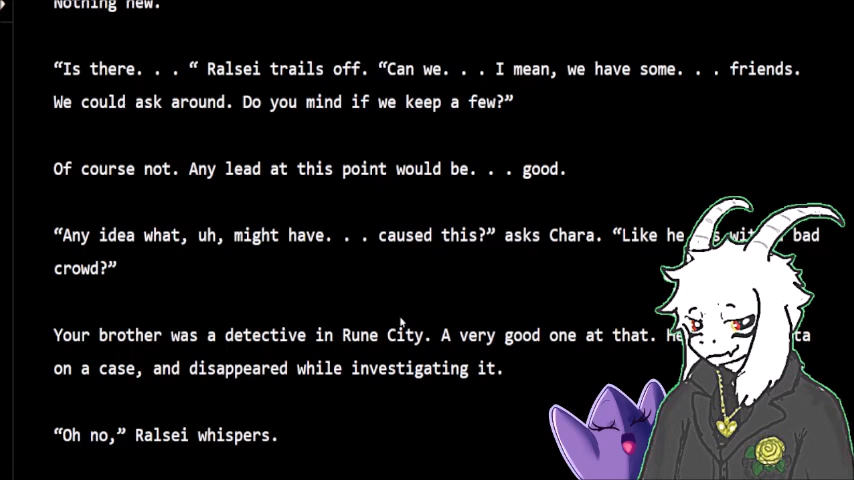 Nothing new.
“Is there. . . “ Ralsei trails off. “Can we. . . I mean, we have some. . . friends.
We could ask around. Do you mind if we keep a few?”
Of course not. Any lead at this point would be. . . good.
“Any idea what, uh, might have. . . caused this?” asks Chara. “Like he bad
crowd?”
Your brother was a detective in Rune City. A very good one at that.
on a case, and disappeared while investigating it.
“Oh no,” Ralsei whispers.